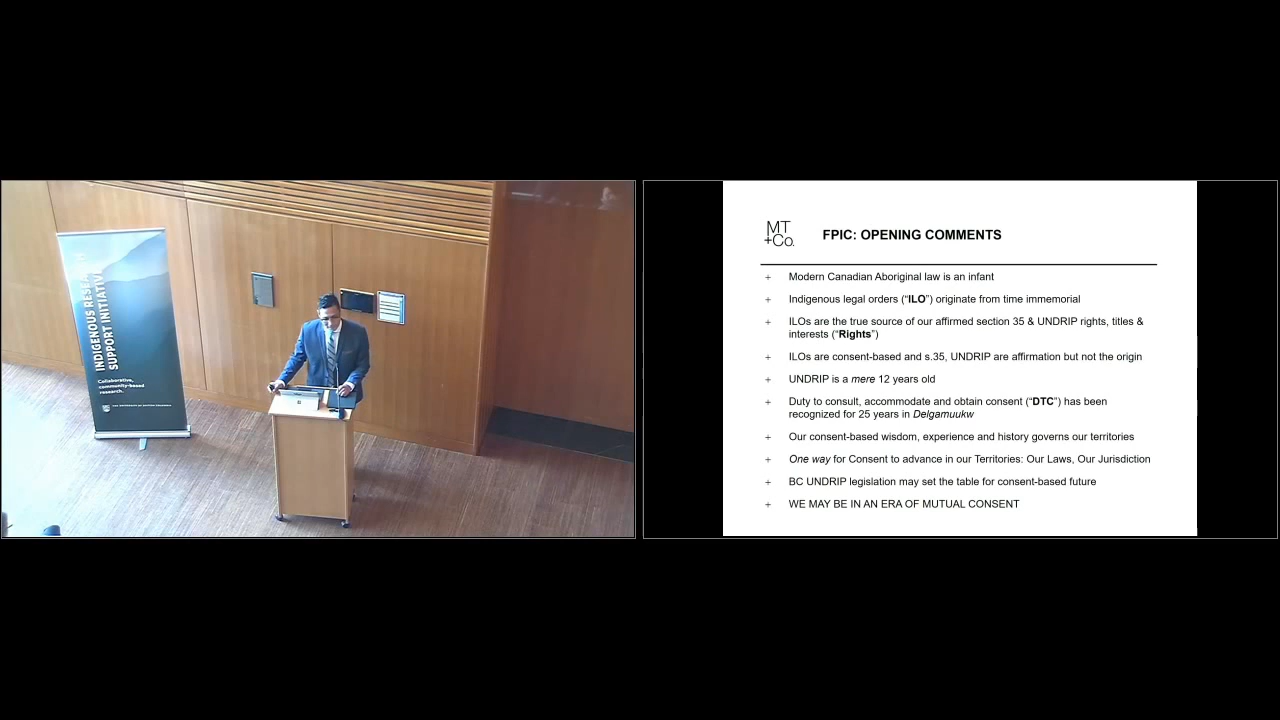 INDIGENOUS RESEARCH
SUPPORT INITIATIVE
Collaborative,
community-based
research.
THE UNIVERSITY OF BRITISH COLUMBIA
MT
+Co.
FPIC: OPENING COMMENTS
+ Modern Canadian Aboriginal law is an infant
+ Indigenous legal orders (“ILO”) originate from time immemorial
+ ILOs are the true source of our affirmed section 35 & UNDRIP rights, titles &
interests (“Rights”)
+ ILOs are consent-based and s.35, UNDRIP are affirmation but not the origin
+ UNDRIP is a mere 12 years old
+ Duty to consult, accommodate and obtain consent (“DTC”) has been
recognized for 25 years in Delgamuukw
+ Our consent-based wisdom, experience and history governs our territories
+ One way for Consent to advance in our Territories: Our Laws, Our Jurisdiction
+ BC UNDRIP legislation may set the table for consent-based future
+ WE MAY BE IN AN ERA OF MUTUAL CONSENT